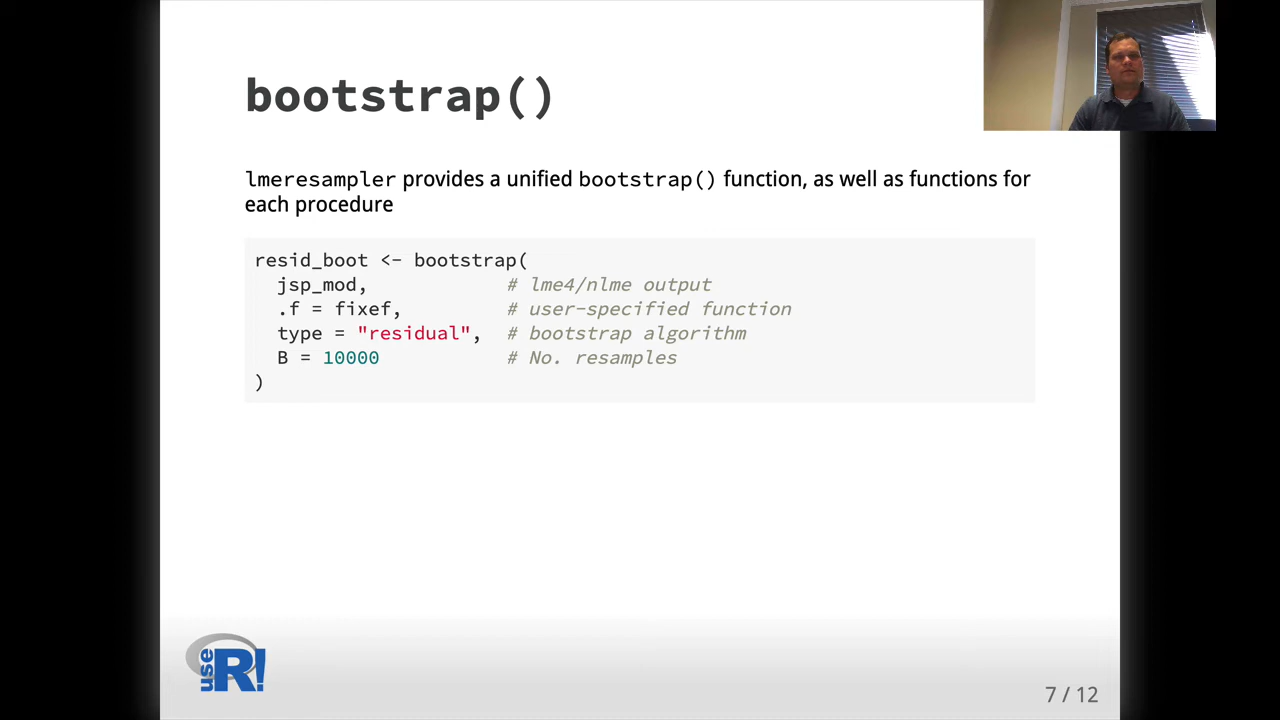 bootstrap()
lmeresampler provides a unified bootstrap() function, as well as functions for
each procedure
resid_boot <- bootstrap(
  jsp_mod,            # lme4/nlme output
  .f = fixef,         # user-specified function
  type = "residual",  # bootstrap algorithm
  B = 10000           # No. resamples
)
use R!
7 / 12